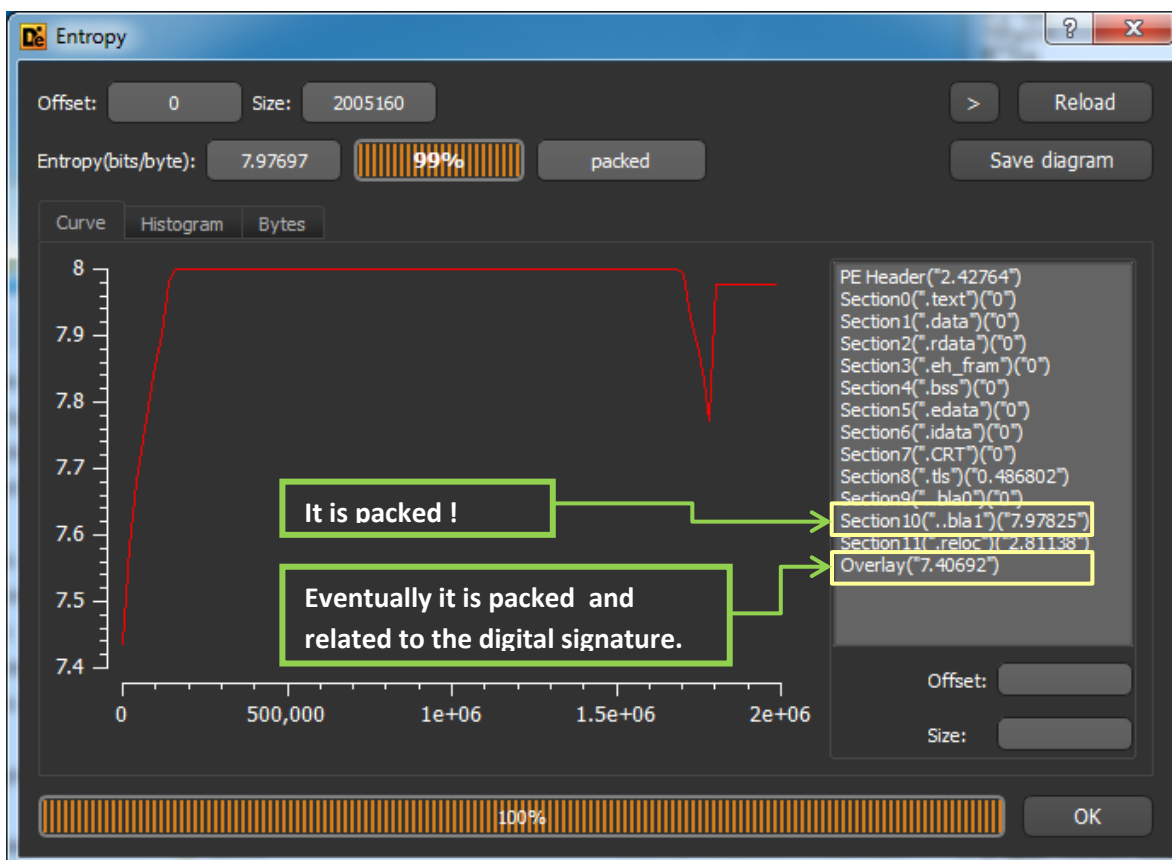 Entropy
Offset: 0 Size: 2005160 > Reload
Entropy(bits/byte): 7.97697 99% packed Save diagram
Curve Histogram Bytes
8
7.9
7.8
7.7
7.6
7.5
7.4
0 500,000 1e+06 1.5e+06 2e+06
It is packed !
Eventually it is packed and
related to the digital signature.
PE Header("2.42764")
Section0(".text")("0")
Section1(".data")("0")
Section2(".rdata")("0")
Section3(".eh_fram")("0")
Section4(".bss")("0")
Section5(".edata")("0")
Section6(".idata")("0")
Section7(".CRT")("0")
Section8(".tls")("0.486802")
Section9("..bla0")("0")
Section10("..bla1")("7.97825")
Section11(".reloc")("2.81138")
Overlay("7.40692")
Offset:
Size:
100% OK